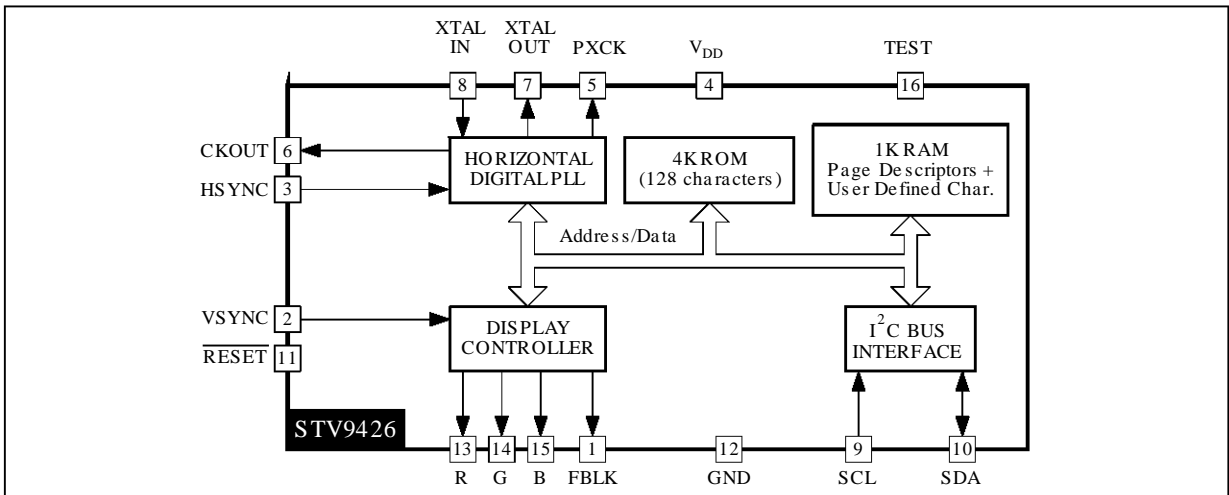 XTAL IN
XTAL OUT
PXCK
VDD
TEST
8
7
5
4
16
CKOUT 6
HSYNC 3
HORIZONTAL
DIGITAL PLL
4K ROM
(128 characters)
1K RAM
Page Descriptors +
User Defined Char.
Address/Data
VSYNC 2
RESET 11
DISPLAY
CONTROLLER
I2C BUS
INTERFACE
STV9426
13
14
15
1
12
9
10
R
G
B
FBLK
GND
SCL
SDA